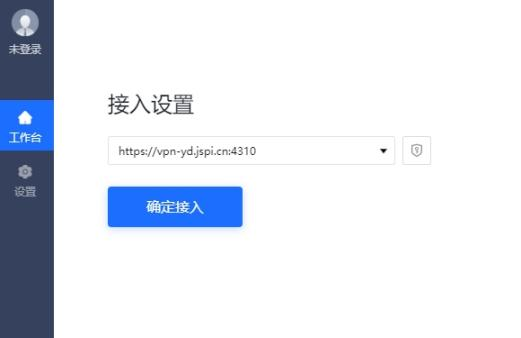 未登录
工作台
设置
接入设置
https://vpn-yd.jspi.cn:4310
确定接入